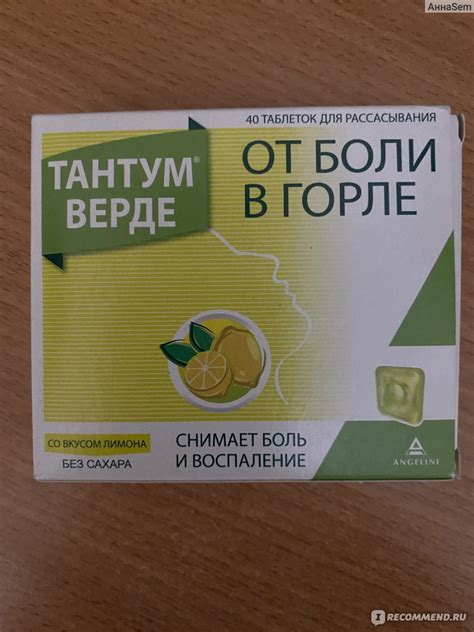 АннаSem
40 ТАБЛЕТОК ДЛЯ РАССАСЫВАНИЯ
ТАНТУМ®
ВЕРДЕ
ОТ БОЛИ
В ГОРЛЕ
СО ВКУСОМ ЛИМОНА
БЕЗ САХАРА
СНИМАЕТ БОЛЬ
И ВОСПАЛЕНИЕ
ANGELINI
I RECOMMEND.RU